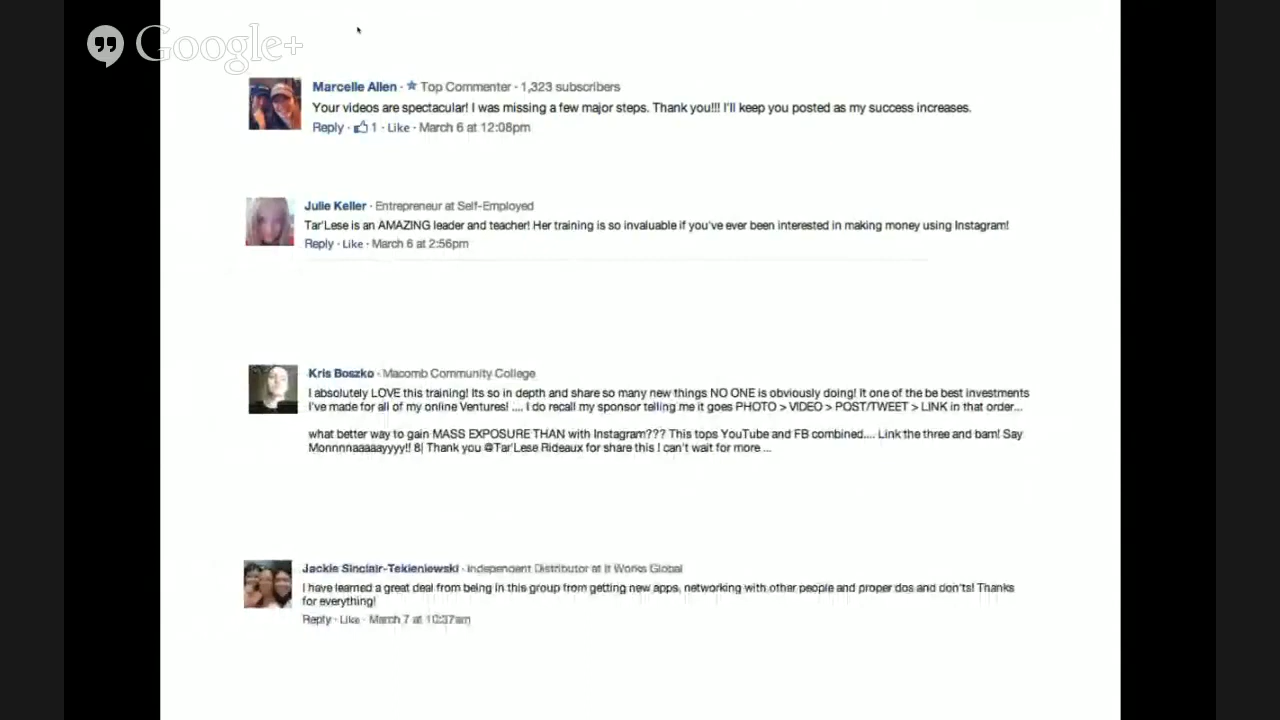 Google+
Marcelle Allen · Top Commenter · 1,323 subscribers
Your videos are spectacular! I was missing a few major steps. Thank you!!! I'll keep you posted as my success increases.
Reply · 1 · Like · March 6 at 12:08pm
Julie Keller · Entrepreneur at Self-Employed
Tar'Lese is an AMAZING leader and teacher! Her training is so invaluable if you've ever been interested in making money using Instagram!
Reply · Like · March 6 at 2:56pm
Kris Boszko · Macomb Community College
I absolutely LOVE this training! Its so in depth and share so many new things NO ONE is obviously doing! It one of the be best investments
I've made for all of my online Ventures! .... I do recall my sponsor telling me it goes PHOTO > VIDEO > POST/TWEET > LINK in that order...
what better way to gain MASS EXPOSURE THAN with Instagram??? This tops YouTube and FB combined.... Link the three and bam! Say
Monnnnaaaaayyyy!! 8| Thank you @Tar'Lese Rideaux for share this I can't wait for more ...
Jackie Sinclair-Tekieniewski · Independent Distributor at It Works Global
I have learned a great deal from being in this group from getting new apps, networking with other people and proper dos and don'ts! Thanks
for everything!
Reply · Like · March 7 at 10:37am